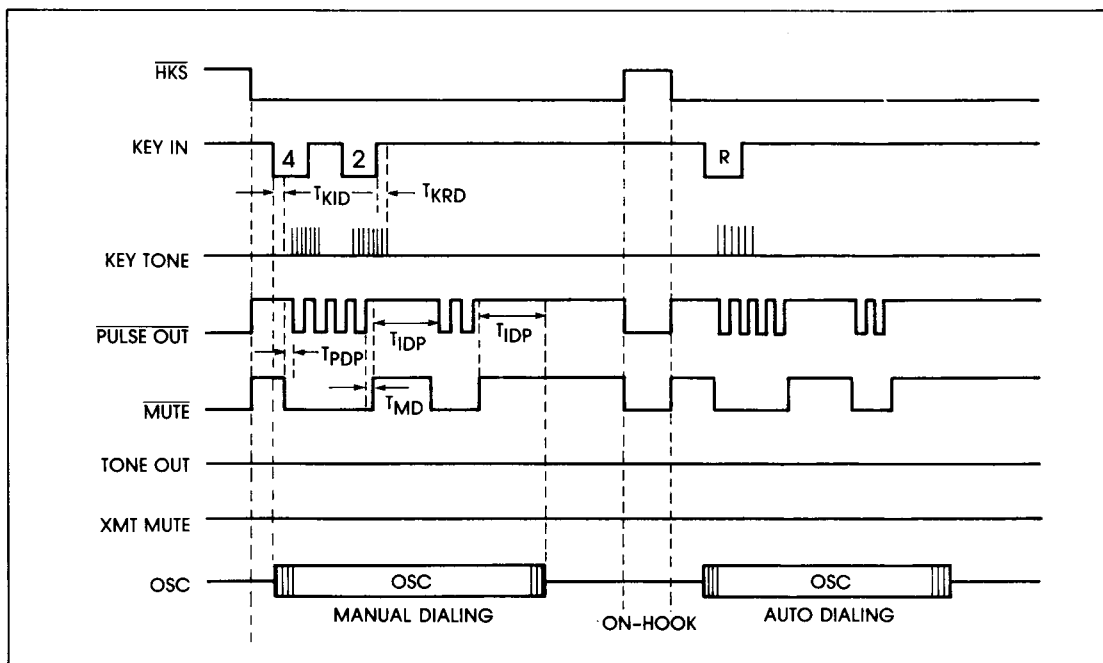 HKS
KEY IN
4
2
R
TKID
TKRD
KEY TONE
PULSE OUT
TPDP
TIDP
TIDP
MUTE
TMD
TONE OUT
XMT MUTE
OSC
OSC
OSC
MANUAL DIALING
ON-HOOK
AUTO DIALING